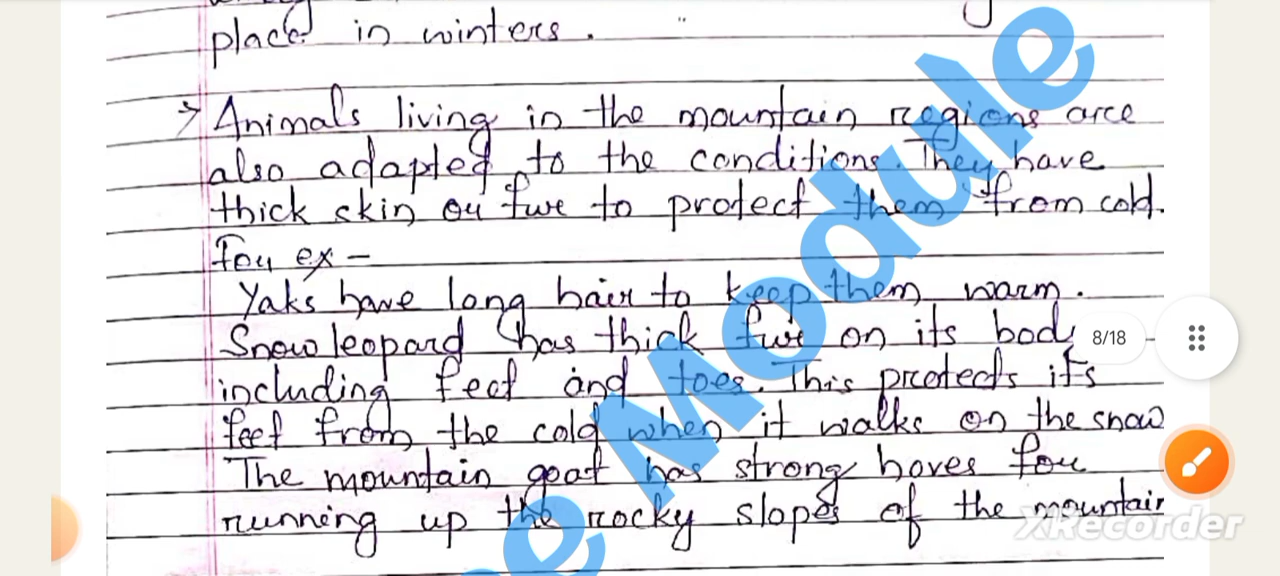 place in winters.
> Animals living in the mountain regions are
also adapted to the conditions. They have
thick skin or fur to protect them from cold.
For ex -
Yaks have long hair to keep them warm.
Snow leopard has thick fur on its body
8/18
including feet and toes. This protects its
feet from the cold when it walks on the snow
The mountain goat has strong hoves for
running up the rocky slopes of the mountain
Module
XRecorder